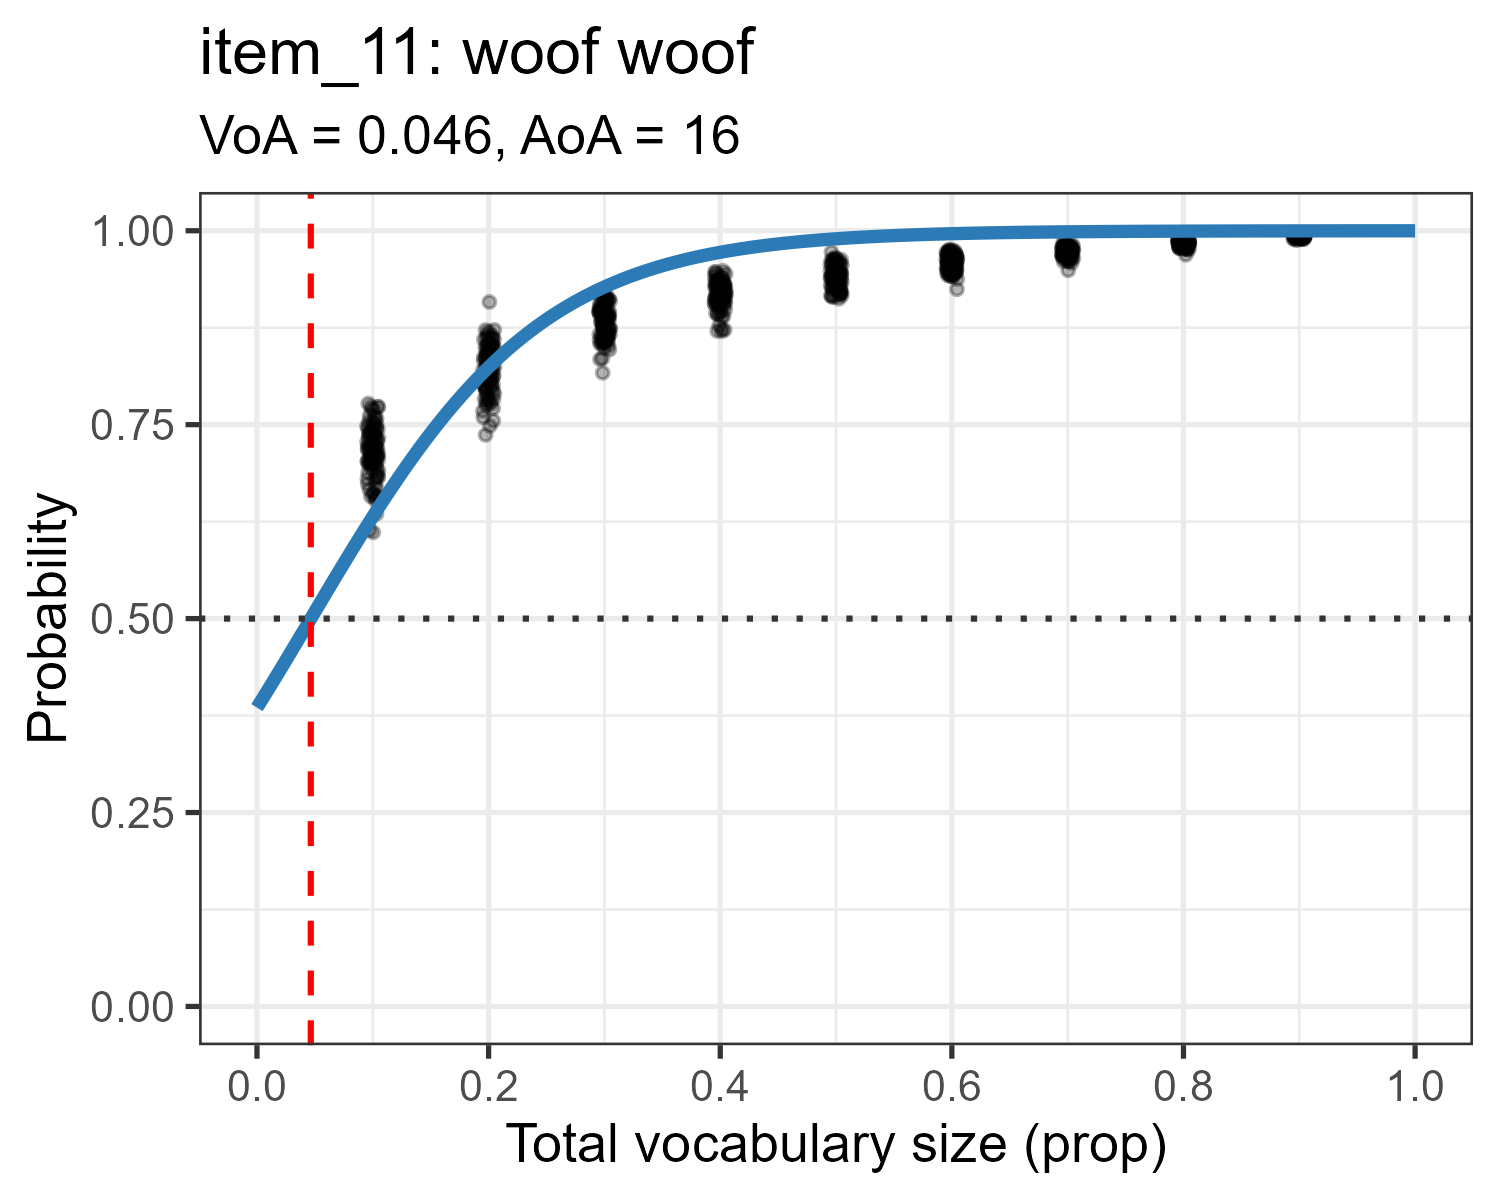 item_11: woof woof
VoA = 0.046, AoA = 16
Probability
1.00
0.75
0.50
0.25
0.00
0.0 0.2 0.4 0.6 0.8 1.0
Total vocabulary size (prop)